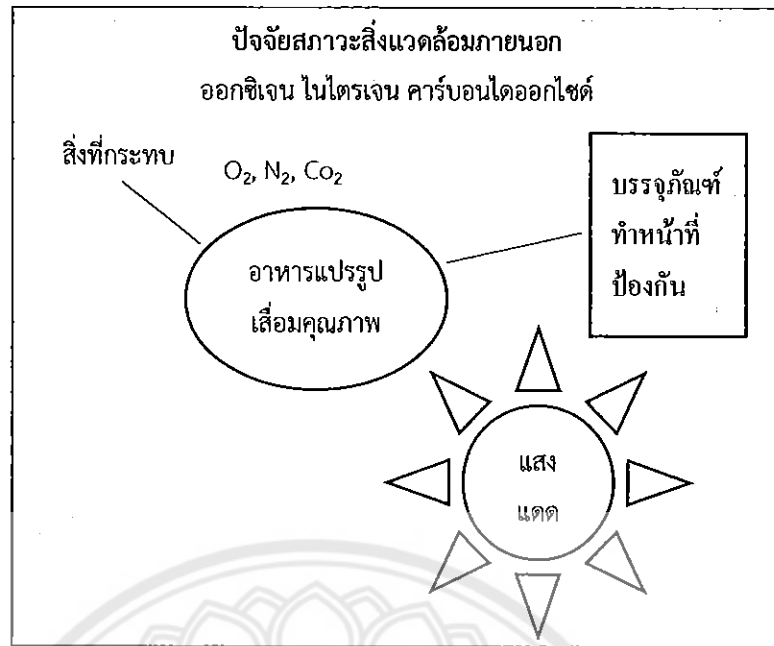 ปัจจัยสภาวะสิ่งแวดล้อมภายนอก
ออกซิเจน ไนไตรเจน คาร์บอนไดออกไซด์
สิ่งที่กระทบ
O₂, N₂, Co₂
บรรจุภัณฑ์
ทำหน้าที่
ป้องกัน
อาหารแปรรูป
เสื่อมคุณภาพ
แสง
แดด